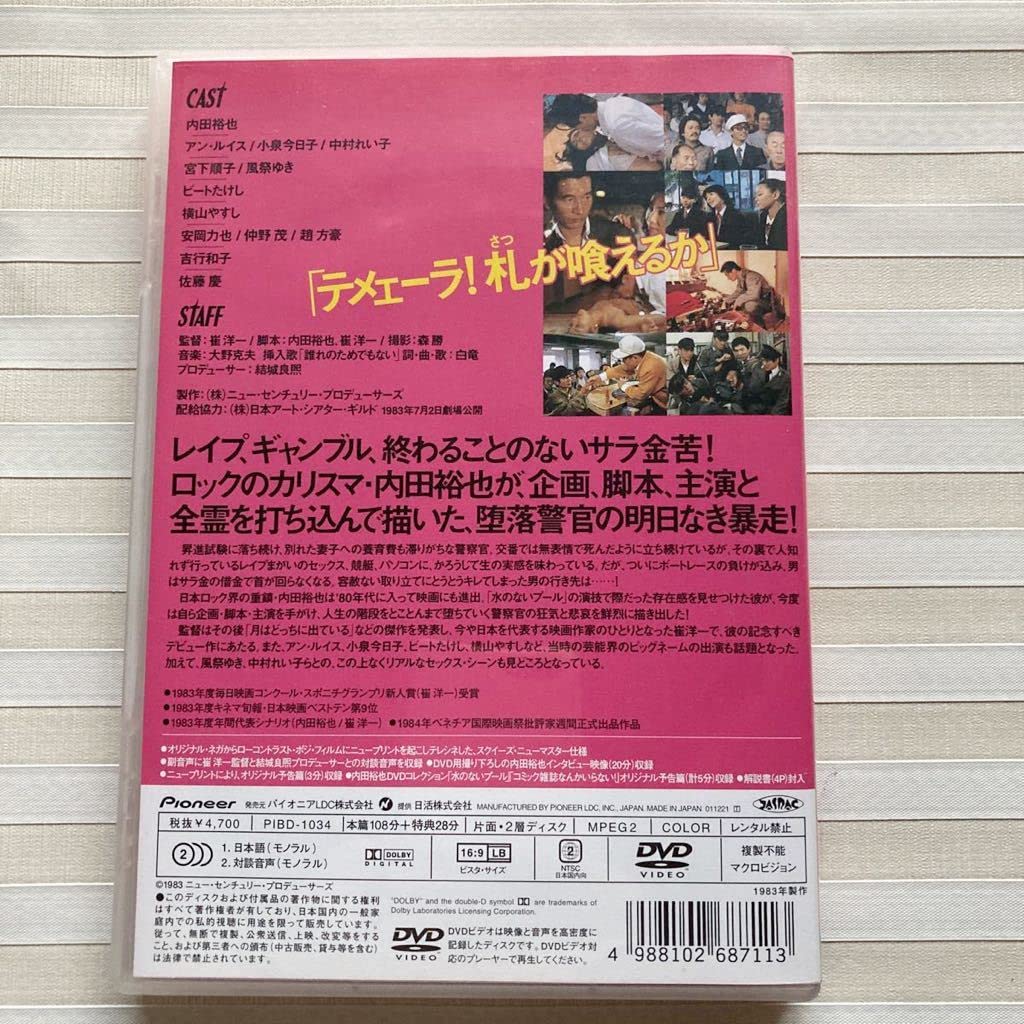 CAST
内田裕也
アン・ルイス / 小泉今日子 / 中村れい子
宮下順子 / 風祭ゆき
ビートたけし
横山やすし
安岡力也 / 仲野 茂 / 趙 方豪
吉行和子
佐藤 慶
さつ
「テメェーラ!札が喰えるか」
STAFF
監督:崔 洋一 / 脚本:内田裕也、崔 洋一 / 撮影:森 勝
音楽:大野克夫 挿入歌「誰れのためでもない」詞・曲・歌:白竜
プロデューサー:結城良煕
製作:(株)ニュー・センチュリー・プロデューサーズ
配給協力:(株)日本アート・シアター・ギルド 1983年7月2日劇場公開
レイプ、ギャンブル、終わることのないサラ金苦!
ロックのカリスマ・内田裕也が、企画、脚本、主演と
全霊を打ち込んで描いた、堕落警官の明日なき暴走!
昇進試験に落ち続け、別れた妻子への養育費も滞りがちな警察官。交番では無表情で死んだように立ち続けているが、その裏で人知
れず行っているレイプまがいのセックス、競艇、パソコンに、かろうじて生の実感を味わっている。だが、ついにボートレースの負けが込み、男
はサラ金の借金で首が回らなくなる。容赦ない取り立てにとうとうキレてしまった男の行き先は……!
日本ロック界の重鎮・内田裕也は'80年代に入って映画にも進出、「水のないプール」の演技で際だった存在感を見せつけた彼が、今度
は自ら企画・脚本・主演を手がけ、人生の階段をとことんまで堕ちていく警察官の狂気と悲哀を鮮烈に描き出した!
監督はその後「月はどっちに出ている」などの傑作を発表し、今や日本を代表する映画作家のひとりとなった崔洋一で、彼の記念すべき
デビュー作にあたる。また、アン・ルイス、小泉今日子、ビートたけし、横山やすしなど、当時の芸能界のビッグネームの出演も話題となった。
加えて、風祭ゆき、中村れい子らとの、この上なくリアルなセックス・シーンも見どころとなっている。
●1983年度毎日映画コンクール・スポニチグランプリ新人賞(崔 洋一)受賞
●1983年度キネマ旬報・日本映画ベストテン第9位
●1983年度年間代表シナリオ(内田裕也 / 崔 洋一) ●1984年ベネチア国際映画祭批評家週間正式出品作品
●オリジナル・ネガからローコントラスト・ポジ・フィルムにニュープリントを起こしテレシネした、スクイーズ・ニューマスター仕様
●副音声に崔 洋一監督と結城良煕プロデューサーとの対談音声を収録 ●DVD用撮り下ろしの内田裕也インタビュー映像(20分)収録
●ニュープリントにより、オリジナル予告篇(3分)収録 ●内田裕也DVDコレクション「水のないプール」「コミック雑誌なんかいらない!」オリジナル予告篇(計5分)収録 ●解説書(4P)封入
Pioneer 発売元 パイオニアLDC株式会社 N 提供 日活株式会社 MANUFACTURED BY PIONEER LDC, INC., JAPAN. MADE IN JAPAN 011221 JASRAC
税抜¥4,700 PIBD-1034 本篇108分+特典28分 片面・2層ディスク MPEG2 COLOR レンタル禁止
2 1. 日本語(モノラル) 2. 対談音声(モノラル) DOLBY DIGITAL 16:9 LB ビスタ・サイズ 2 NTSC 日本国内向 DVD VIDEO 複製不能 マクロビジョン
©1983 ニュー・センチュリー・プロデューサーズ 1983年製作
●このディスクおよび付属品の著作物に関する権利
はすべて著作権者が有しており、日本国内の一般家
庭内での私的視聴に用途を限って販売しています。
従って、無断で複製、公衆送信、上映、改変等をする
こと、および第三者への頒布(中古販売、貸与等を含む)
は法律で禁止されています。
"DOLBY" and the double-D symbol are trademarks of
Dolby Laboratories Licensing Corporation.
DVD VIDEO
DVDビデオは映像と音声を高密度に
記録したディスクです。DVDビデオ対
応のプレーヤーで再生してください。
4 988102 687113